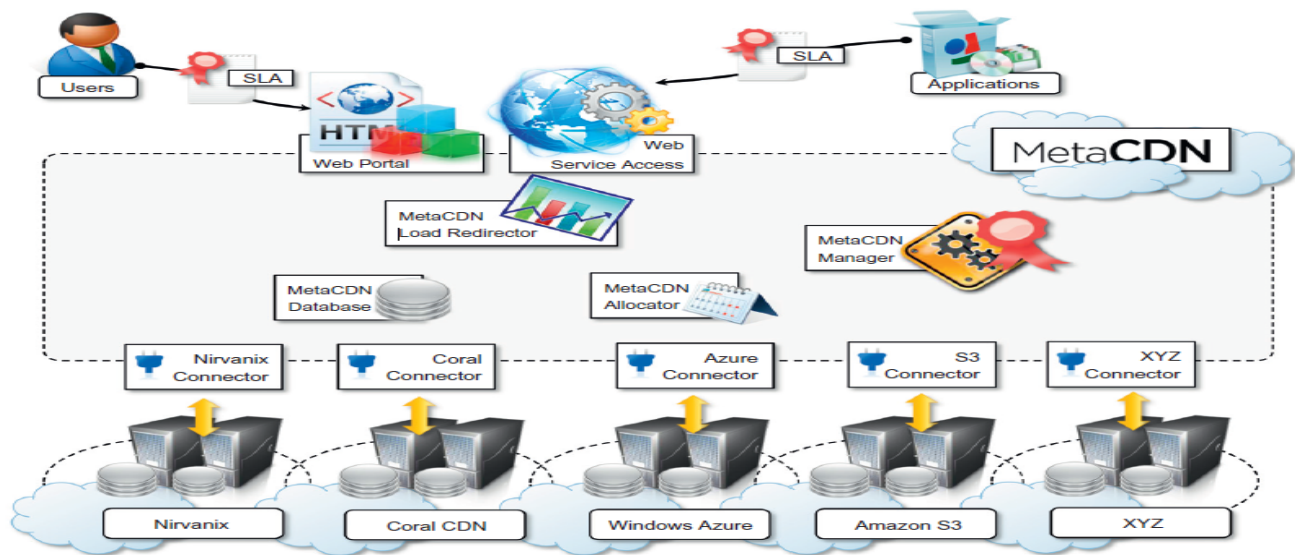 Users
SLA
SLA
Applications
HTM
Web Portal
Web
Service Access
MetaCDN
MetaCDN
Load Redirector
MetaCDN
Manager
MetaCDN
Database
MetaCDN
Allocator
Nirvanix
Connector
Coral
Connector
Azure
Connector
S3
Connector
XYZ
Connector
Nirvanix
Coral CDN
Windows Azure
Amazon S3
XYZ